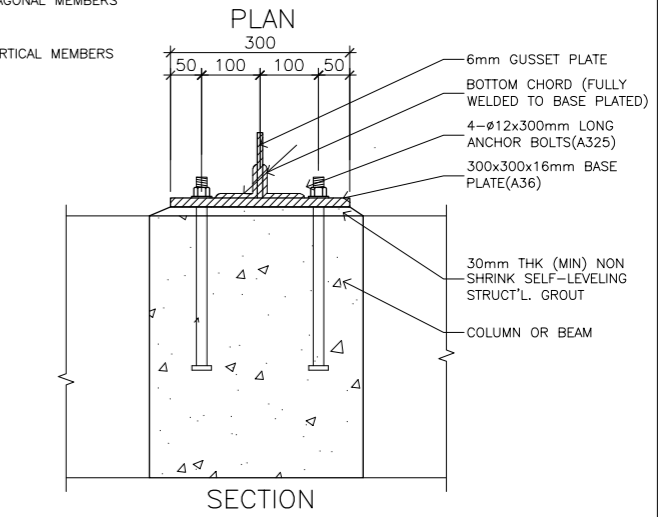 AGONAL MEMBERS
RTICAL MEMBERS
PLAN
300
50 100 100 50
6mm GUSSET PLATE
BOTTOM CHORD (FULLY
WELDED TO BASE PLATED)
4-ø12x300mm LONG
ANCHOR BOLTS(A325)
300x300x16mm BASE
PLATE(A36)
30mm THK (MIN) NON
SHRINK SELF-LEVELING
STRUCT'L. GROUT
COLUMN OR BEAM
SECTION